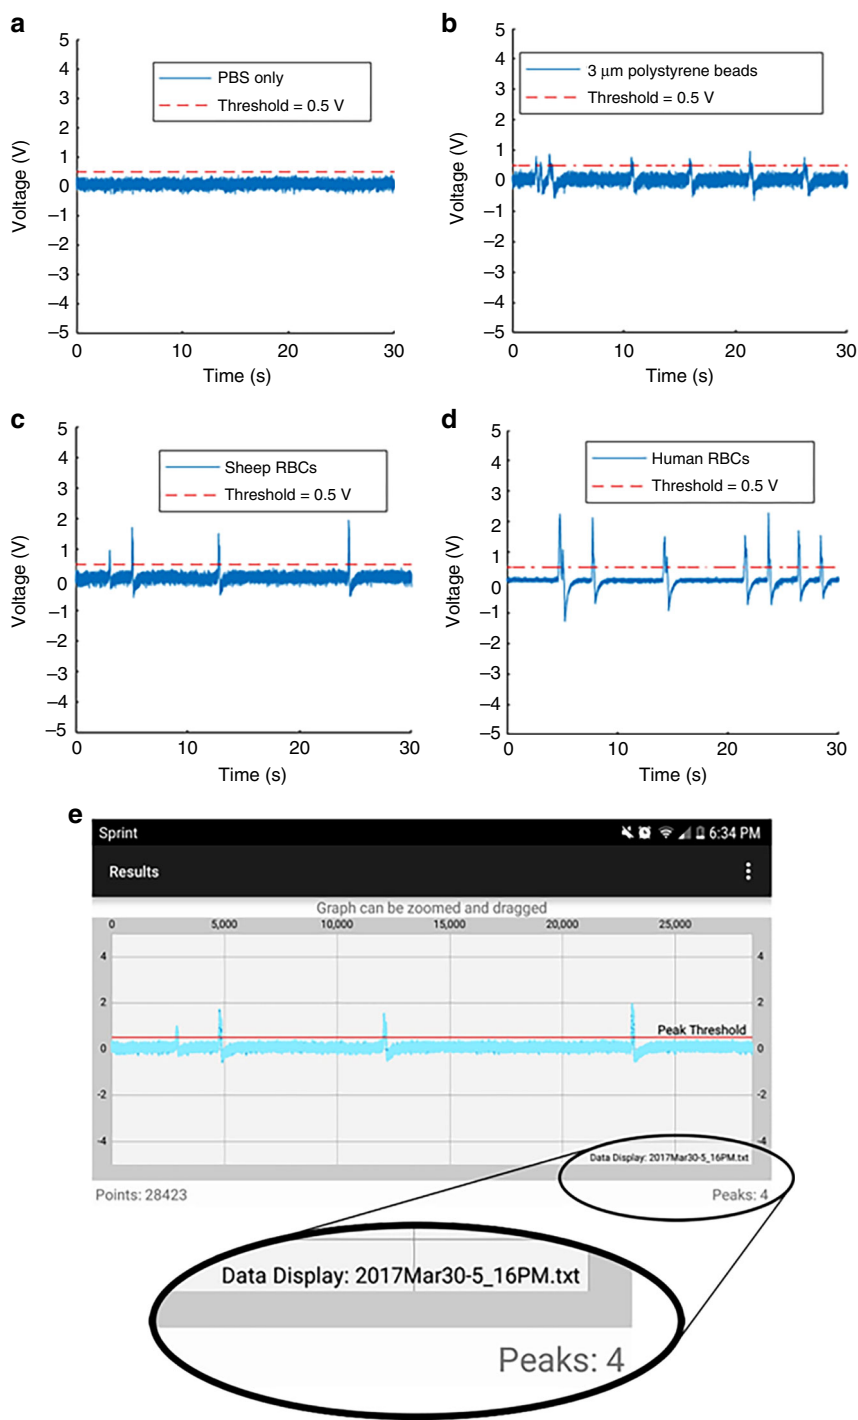 a
5
4
3
2
1
0
–1
–2
–3
–4
–5
Voltage (V)
PBS only
Threshold = 0.5 V
0 10 20 30
Time (s)
b
5
4
3
2
1
0
–1
–2
–3
–4
–5
Voltage (V)
3 µm polystyrene beads
Threshold = 0.5 V
0 10 20 30
Time (s)
c
5
4
3
2
1
0
–1
–2
–3
–4
–5
Voltage (V)
Sheep RBCs
Threshold = 0.5 V
0 10 20 30
Time (s)
d
5
4
3
2
1
0
–1
–2
–3
–4
–5
Voltage (V)
Human RBCs
Threshold = 0.5 V
0 10 20 30
Time (s)
e
Sprint 6:34 PM
Results
Graph can be zoomed and dragged
0 5,000 10,000 15,000 20,000 25,000
4 4
2 2
Peak Threshold
0 0
-2 -2
-4 -4
Data Display: 2017Mar30-5_16PM.txt
Points: 28423 Peaks: 4
Data Display: 2017Mar30-5_16PM.txt
Peaks: 4